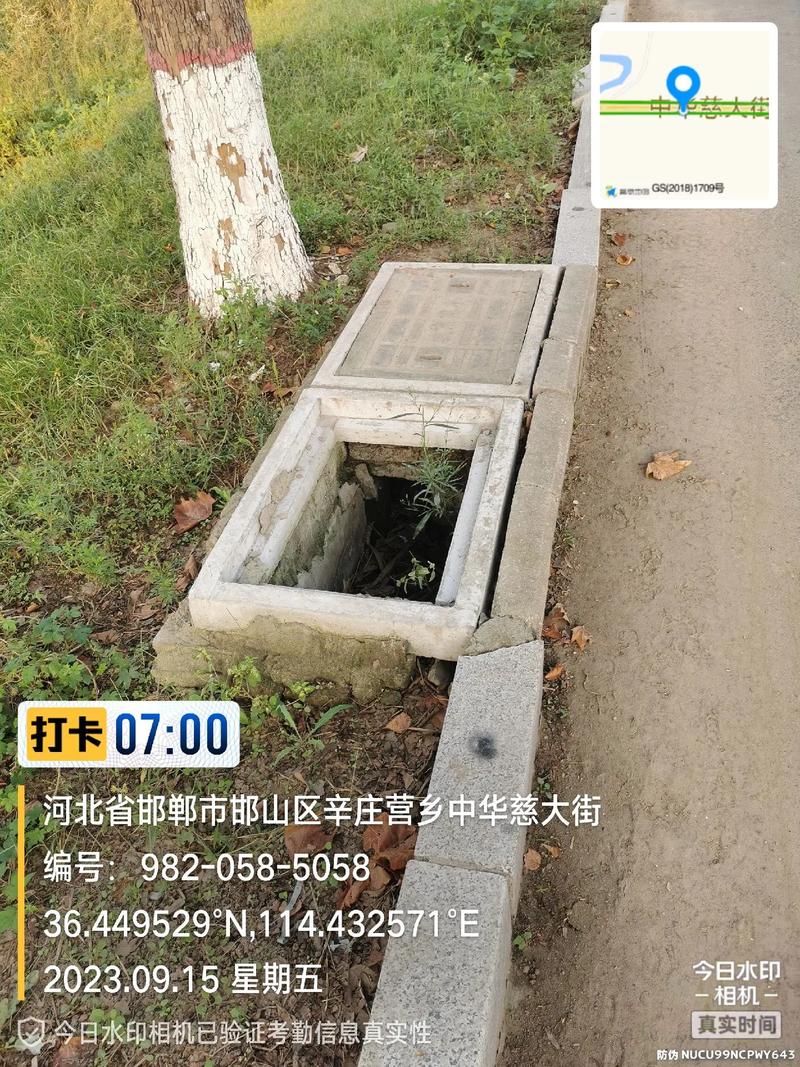 中华慈大街
高德地图 GS(2018)1709号
打卡 07:00
河北省邯郸市邯山区辛庄营乡中华慈大街
编号： 982-058-5058
36.449529°N,114.432571°E
2023.09.15 星期五
今日水印相机已验证考勤信息真实性
今日水印
相机
真实时间
防伪 NUCU99NCPWY643